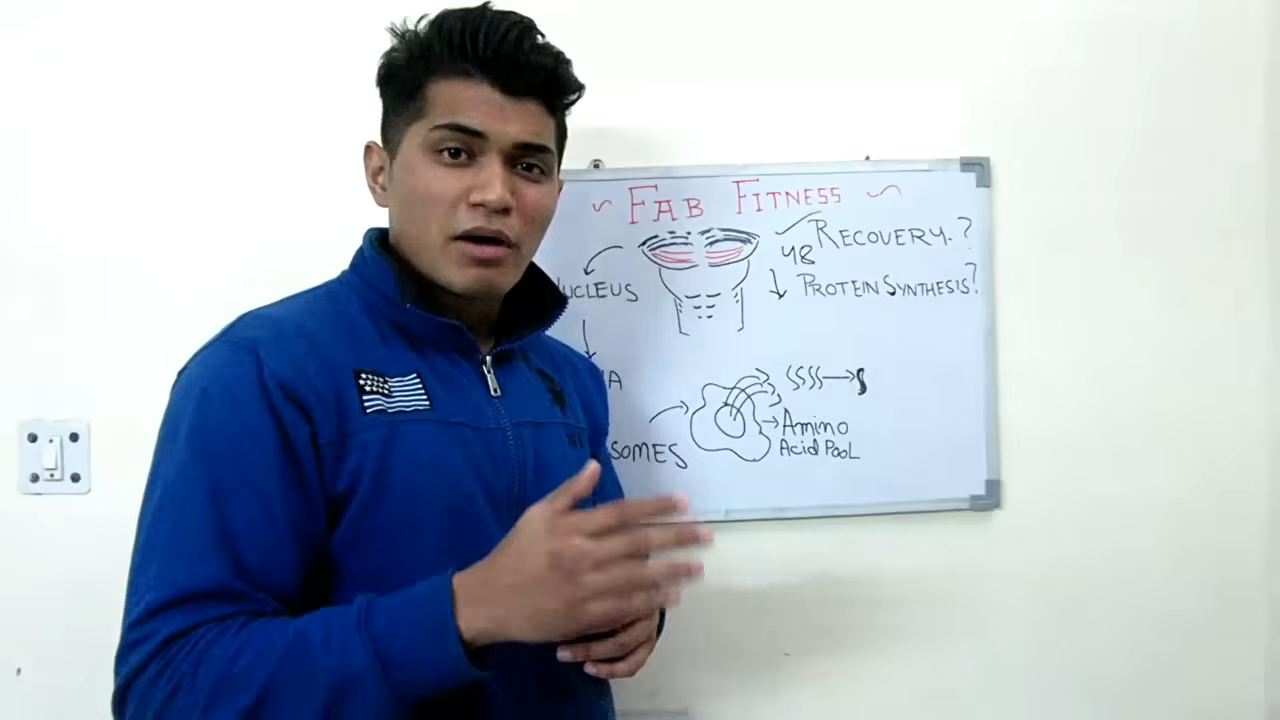 ~ FAB FITNESS ~
✓ RECOVERY.?
48
↓ PROTEIN SYNTHESIS?
UCLEUS
A
SOMES
Amino
Acid Pool